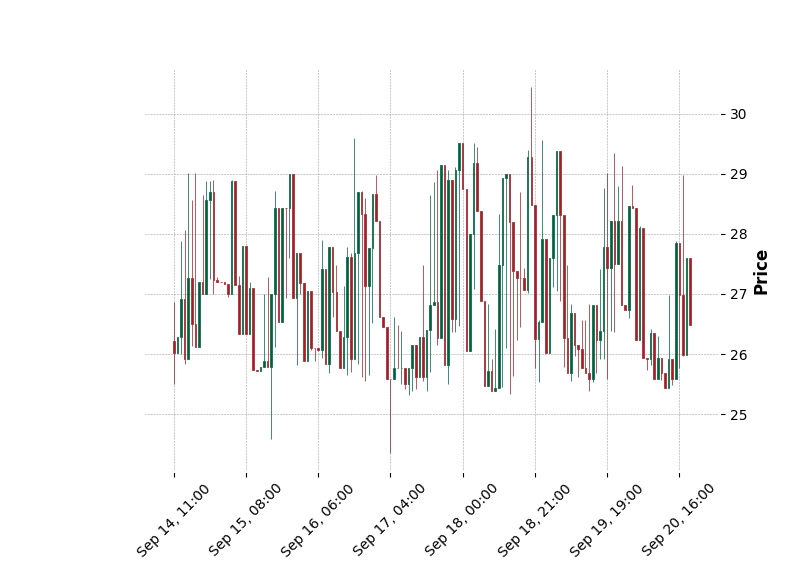 30
29
28
27
26
25
Price
Sep 14, 11:00
Sep 15, 08:00
Sep 16, 06:00
Sep 17, 04:00
Sep 18, 00:00
Sep 18, 21:00
Sep 19, 19:00
Sep 20, 16:00